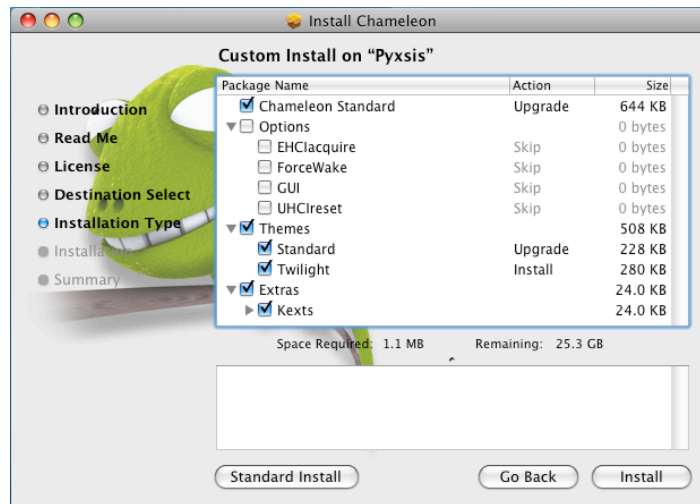 Install Chameleon
Custom Install on “Pyxsis”
Introduction
Read Me
License
Destination Select
Installation Type
Installation
Summary
Package Name Action Size
Chameleon Standard Upgrade 644 KB
Options 0 bytes
EHCIacquire Skip 0 bytes
ForceWake Skip 0 bytes
GUI Skip 0 bytes
UHCIreset Skip 0 bytes
Themes 508 KB
Standard Upgrade 228 KB
Twilight Install 280 KB
Extras 24.0 KB
Kexts 24.0 KB
Space Required: 1.1 MB Remaining: 25.3 GB
Standard Install Go Back Install